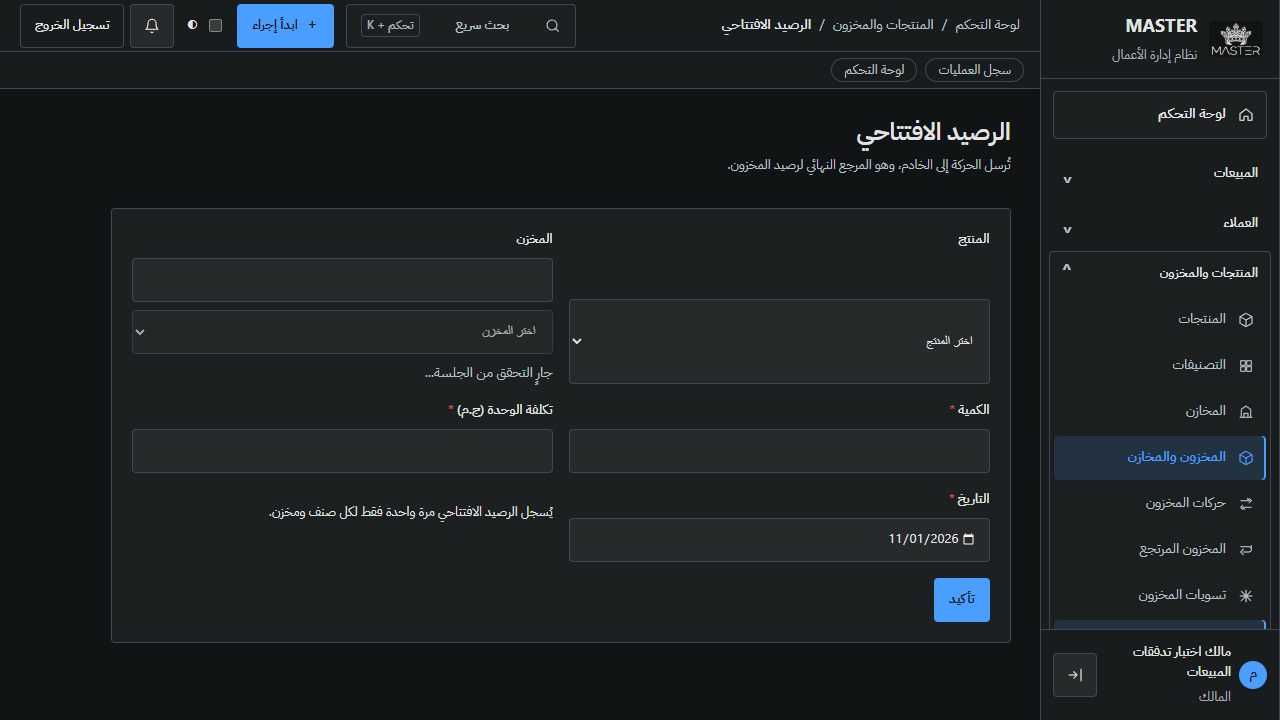 MASTER
نظام إدارة الأعمال
MASTER
لوحة التحكم
المبيعات
العملاء
المنتجات والمخزون
المنتجات
التصنيفات
المخازن
المخزون والمخازن
حركات المخزون
المخزون المرتجع
تسويات المخزون
مالك اختبار تدفقات المبيعات
المالك
م
لوحة التحكم / المنتجات والمخزون / الرصيد الافتتاحي
بحث سريع
تحكم + K
+ ابدأ إجراء
تسجيل الخروج
سجل العمليات
لوحة التحكم
الرصيد الافتتاحي
تُرسل الحركة إلى الخادم، وهو المرجع النهائي لرصيد المخزون.
المنتج
اختر المنتج
المخزن
اختر المخزن
جارٍ التحقق من الجلسة...
الكمية *
تكلفة الوحدة (ج.م) *
التاريخ *
11/01/2026
يُسجل الرصيد الافتتاحي مرة واحدة فقط لكل صنف ومخزن.
تأكيد